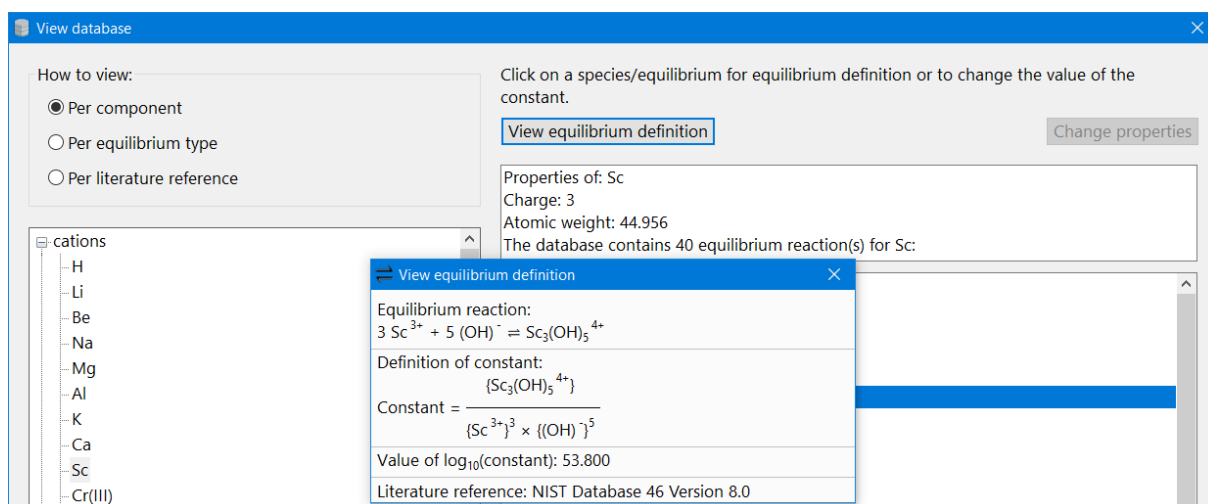 View database
How to view:
Per component
Per equilibrium type
Per literature reference
Click on a species/equilibrium for equilibrium definition or to change the value of the
constant.
View equilibrium definition
Change properties
Properties of: Sc
Charge: 3
Atomic weight: 44.956
The database contains 40 equilibrium reaction(s) for Sc:
cations
H
Li
Be
Na
Mg
Al
K
Ca
Sc
Cr(III)
View equilibrium definition
Equilibrium reaction:
3 Sc³⁺ + 5 (OH)⁻ ⇌ Sc₃(OH)₅⁴⁺
Definition of constant:
{Sc₃(OH)₅⁴⁺}
Constant =
{Sc³⁺}³ × {(OH)⁻}⁵
Value of log₁₀(constant): 53.800
Literature reference: NIST Database 46 Version 8.0